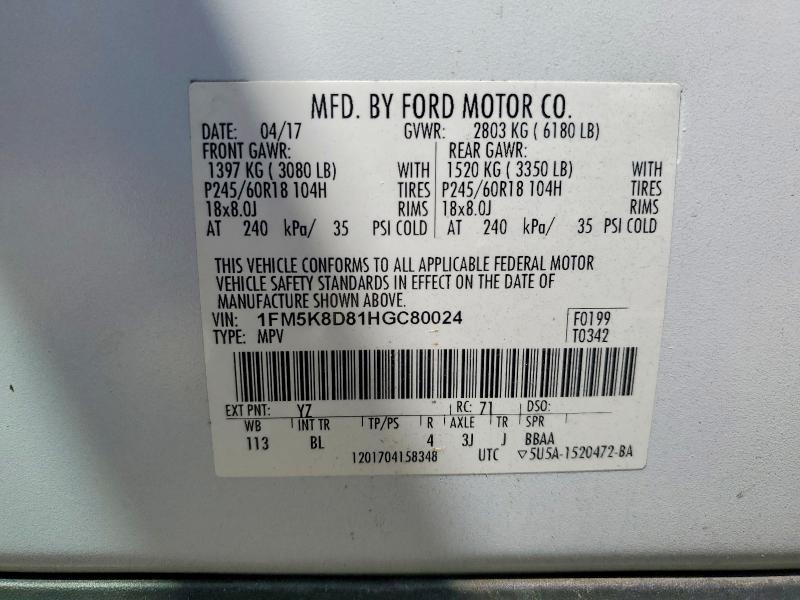 MFD. BY FORD MOTOR CO.
DATE: 04/17 GVWR: 2803 KG ( 6180 LB)
FRONT GAWR: REAR GAWR:
1397 KG ( 3080 LB) WITH 1520 KG ( 3350 LB) WITH
P245/60R18 104H TIRES P245/60R18 104H TIRES
18x8.0J RIMS 18x8.0J RIMS
AT 240 kPa/ 35 PSI COLD AT 240 kPa/ 35 PSI COLD
THIS VEHICLE CONFORMS TO ALL APPLICABLE FEDERAL MOTOR
VEHICLE SAFETY STANDARDS IN EFFECT ON THE DATE OF
MANUFACTURE SHOWN ABOVE.
VIN: 1FM5K8D81HGC80024 F0199
TYPE: MPV T0342
EXT PNT: YZ RC: 71 DSO:
WB INT TR TP/PS R AXLE TR SPR
113 BL 4 3J J BBAA
1201704158348 UTC ▽5U5A-1520472-BA